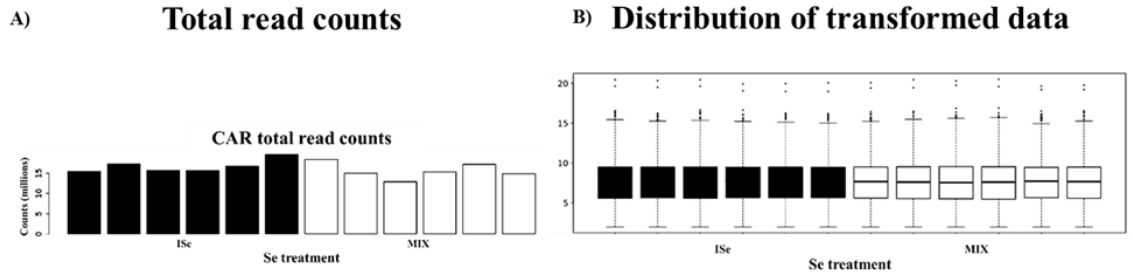 A) Total read counts
CAR total read counts
Counts (millions)
15
10
5
0
ISe MIX
Se treatment
B) Distribution of transformed data
20
15
10
5
ISe MIX
Se treatment